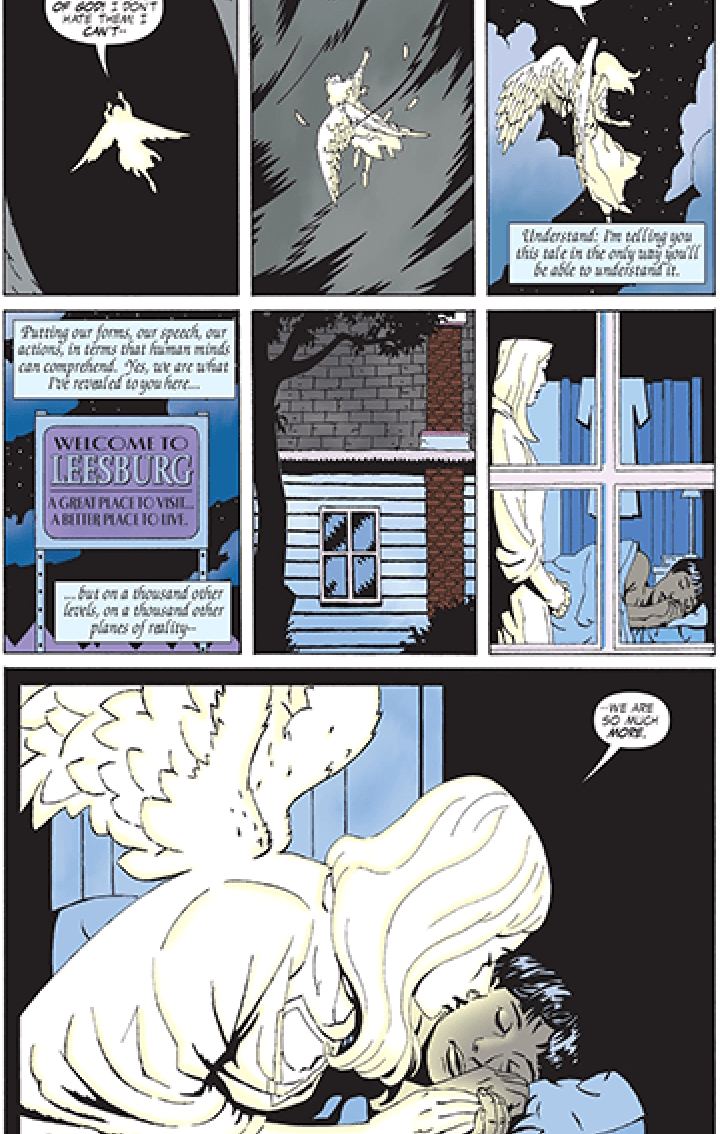 OF GOD! I DON'T
HATE THEM! I
CAN'T--
Understand: I'm telling you
this tale in the only way you'll
be able to understand it.
Putting our forms, our speech, our
actions, in terms that human minds
can comprehend. Yes, we are what
I've revealed to you here...
WELCOME TO
LEESBURG
A GREAT PLACE TO VISIT...
A BETTER PLACE TO LIVE.
...but on a thousand other
levels, on a thousand other
planes of reality--
--WE ARE
SO MUCH
MORE.